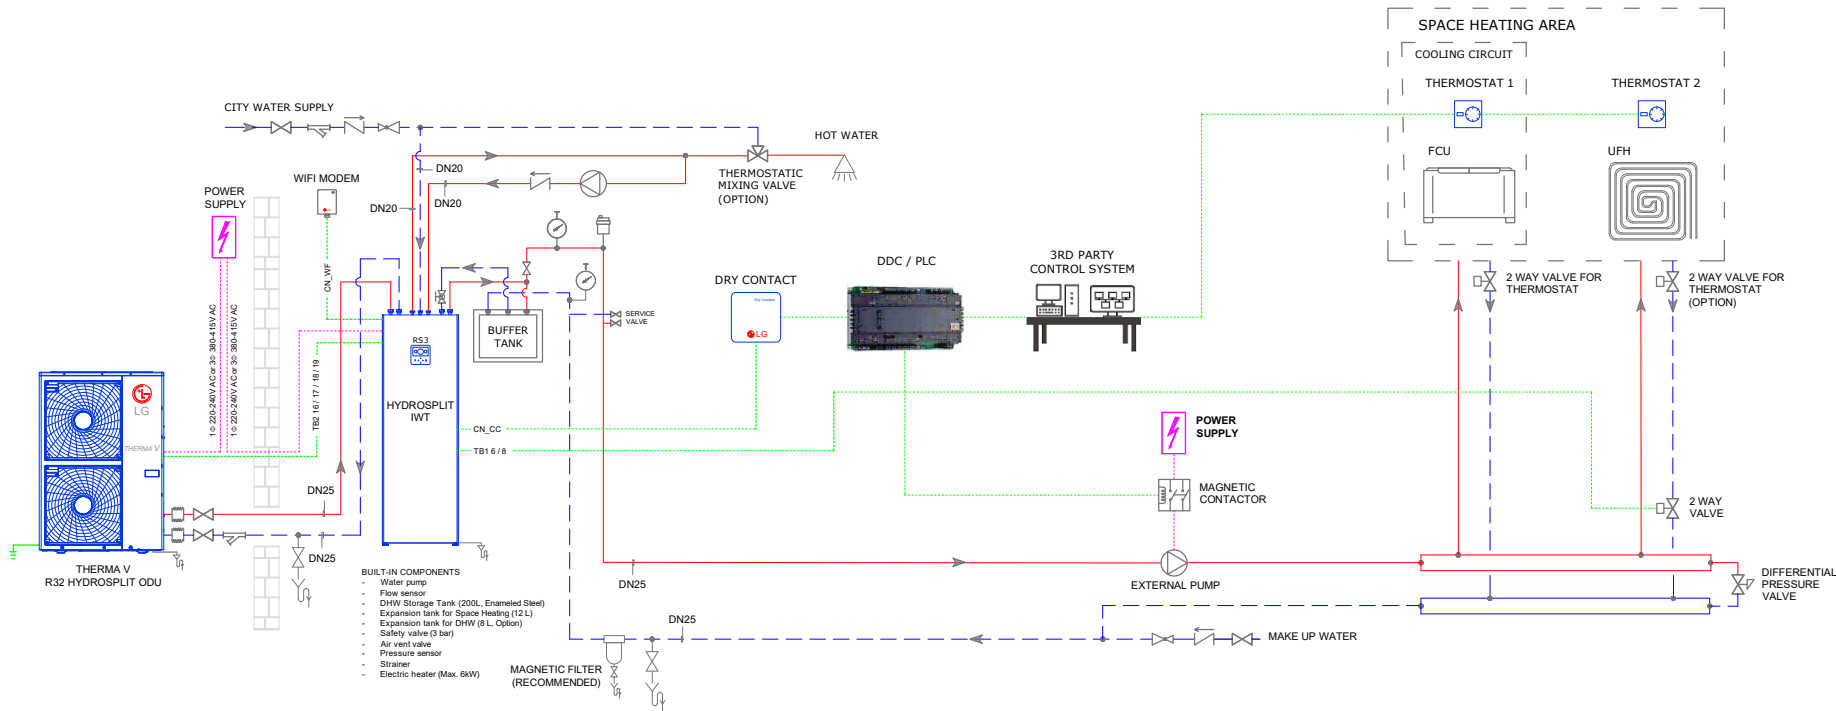 SPACE HEATING AREA
COOLING CIRCUIT
THERMOSTAT 1
THERMOSTAT 2
CITY WATER SUPPLY
HOT WATER
FCU
UFH
DN20
THERMOSTATIC
MIXING VALVE
(OPTION)
WIFI MODEM
POWER
SUPPLY
DN20
DN20
T
T
CN_WF
1Φ 220-240V AC or 3Φ 380-415V AC
1Φ 220-240V AC or 3Φ 380-415V AC
TB2 16 / 17 / 18 / 19
DRY CONTACT
Dry Contact
LG
DDC / PLC
3RD PARTY
CONTROL SYSTEM
2 WAY VALVE FOR
THERMOSTAT
2 WAY VALVE FOR
THERMOSTAT
(OPTION)
SERVICE
VALVE
BUFFER
TANK
RS3
HYDROSPLIT
IWT
LG
THERMA V
CN_CC
TB1 6 / 8
POWER
SUPPLY
MAGNETIC
CONTACTOR
2 WAY
VALVE
DN25
DN25
THERMA V
R32 HYDROSPLIT ODU
BUILT-IN COMPONENTS
- Water pump
- Flow sensor
- DHW Storage Tank (200L, Enameled Steel)
- Expansion tank for Space Heating (12 L)
- Expansion tank for DHW (8 L, Option)
- Safety valve (3 bar)
- Air vent valve
- Pressure sensor
- Strainer
- Electric heater (Max. 6kW)
DN25
EXTERNAL PUMP
DIFFERENTIAL
PRESSURE
VALVE
DN25
MAKE UP WATER
MAGNETIC FILTER
(RECOMMENDED)